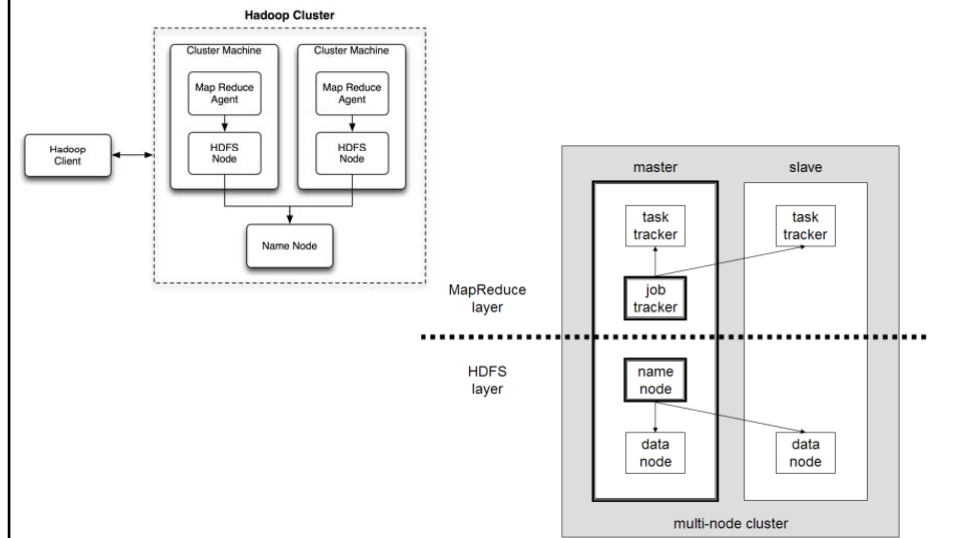 Hadoop Cluster
Cluster Machine
Map Reduce
Agent
HDFS
Node
Cluster Machine
Map Reduce
Agent
HDFS
Node
Hadoop
Client
Name Node
master
slave
task
tracker
task
tracker
MapReduce
layer
job
tracker
HDFS
layer
name
node
data
node
data
node
multi-node cluster